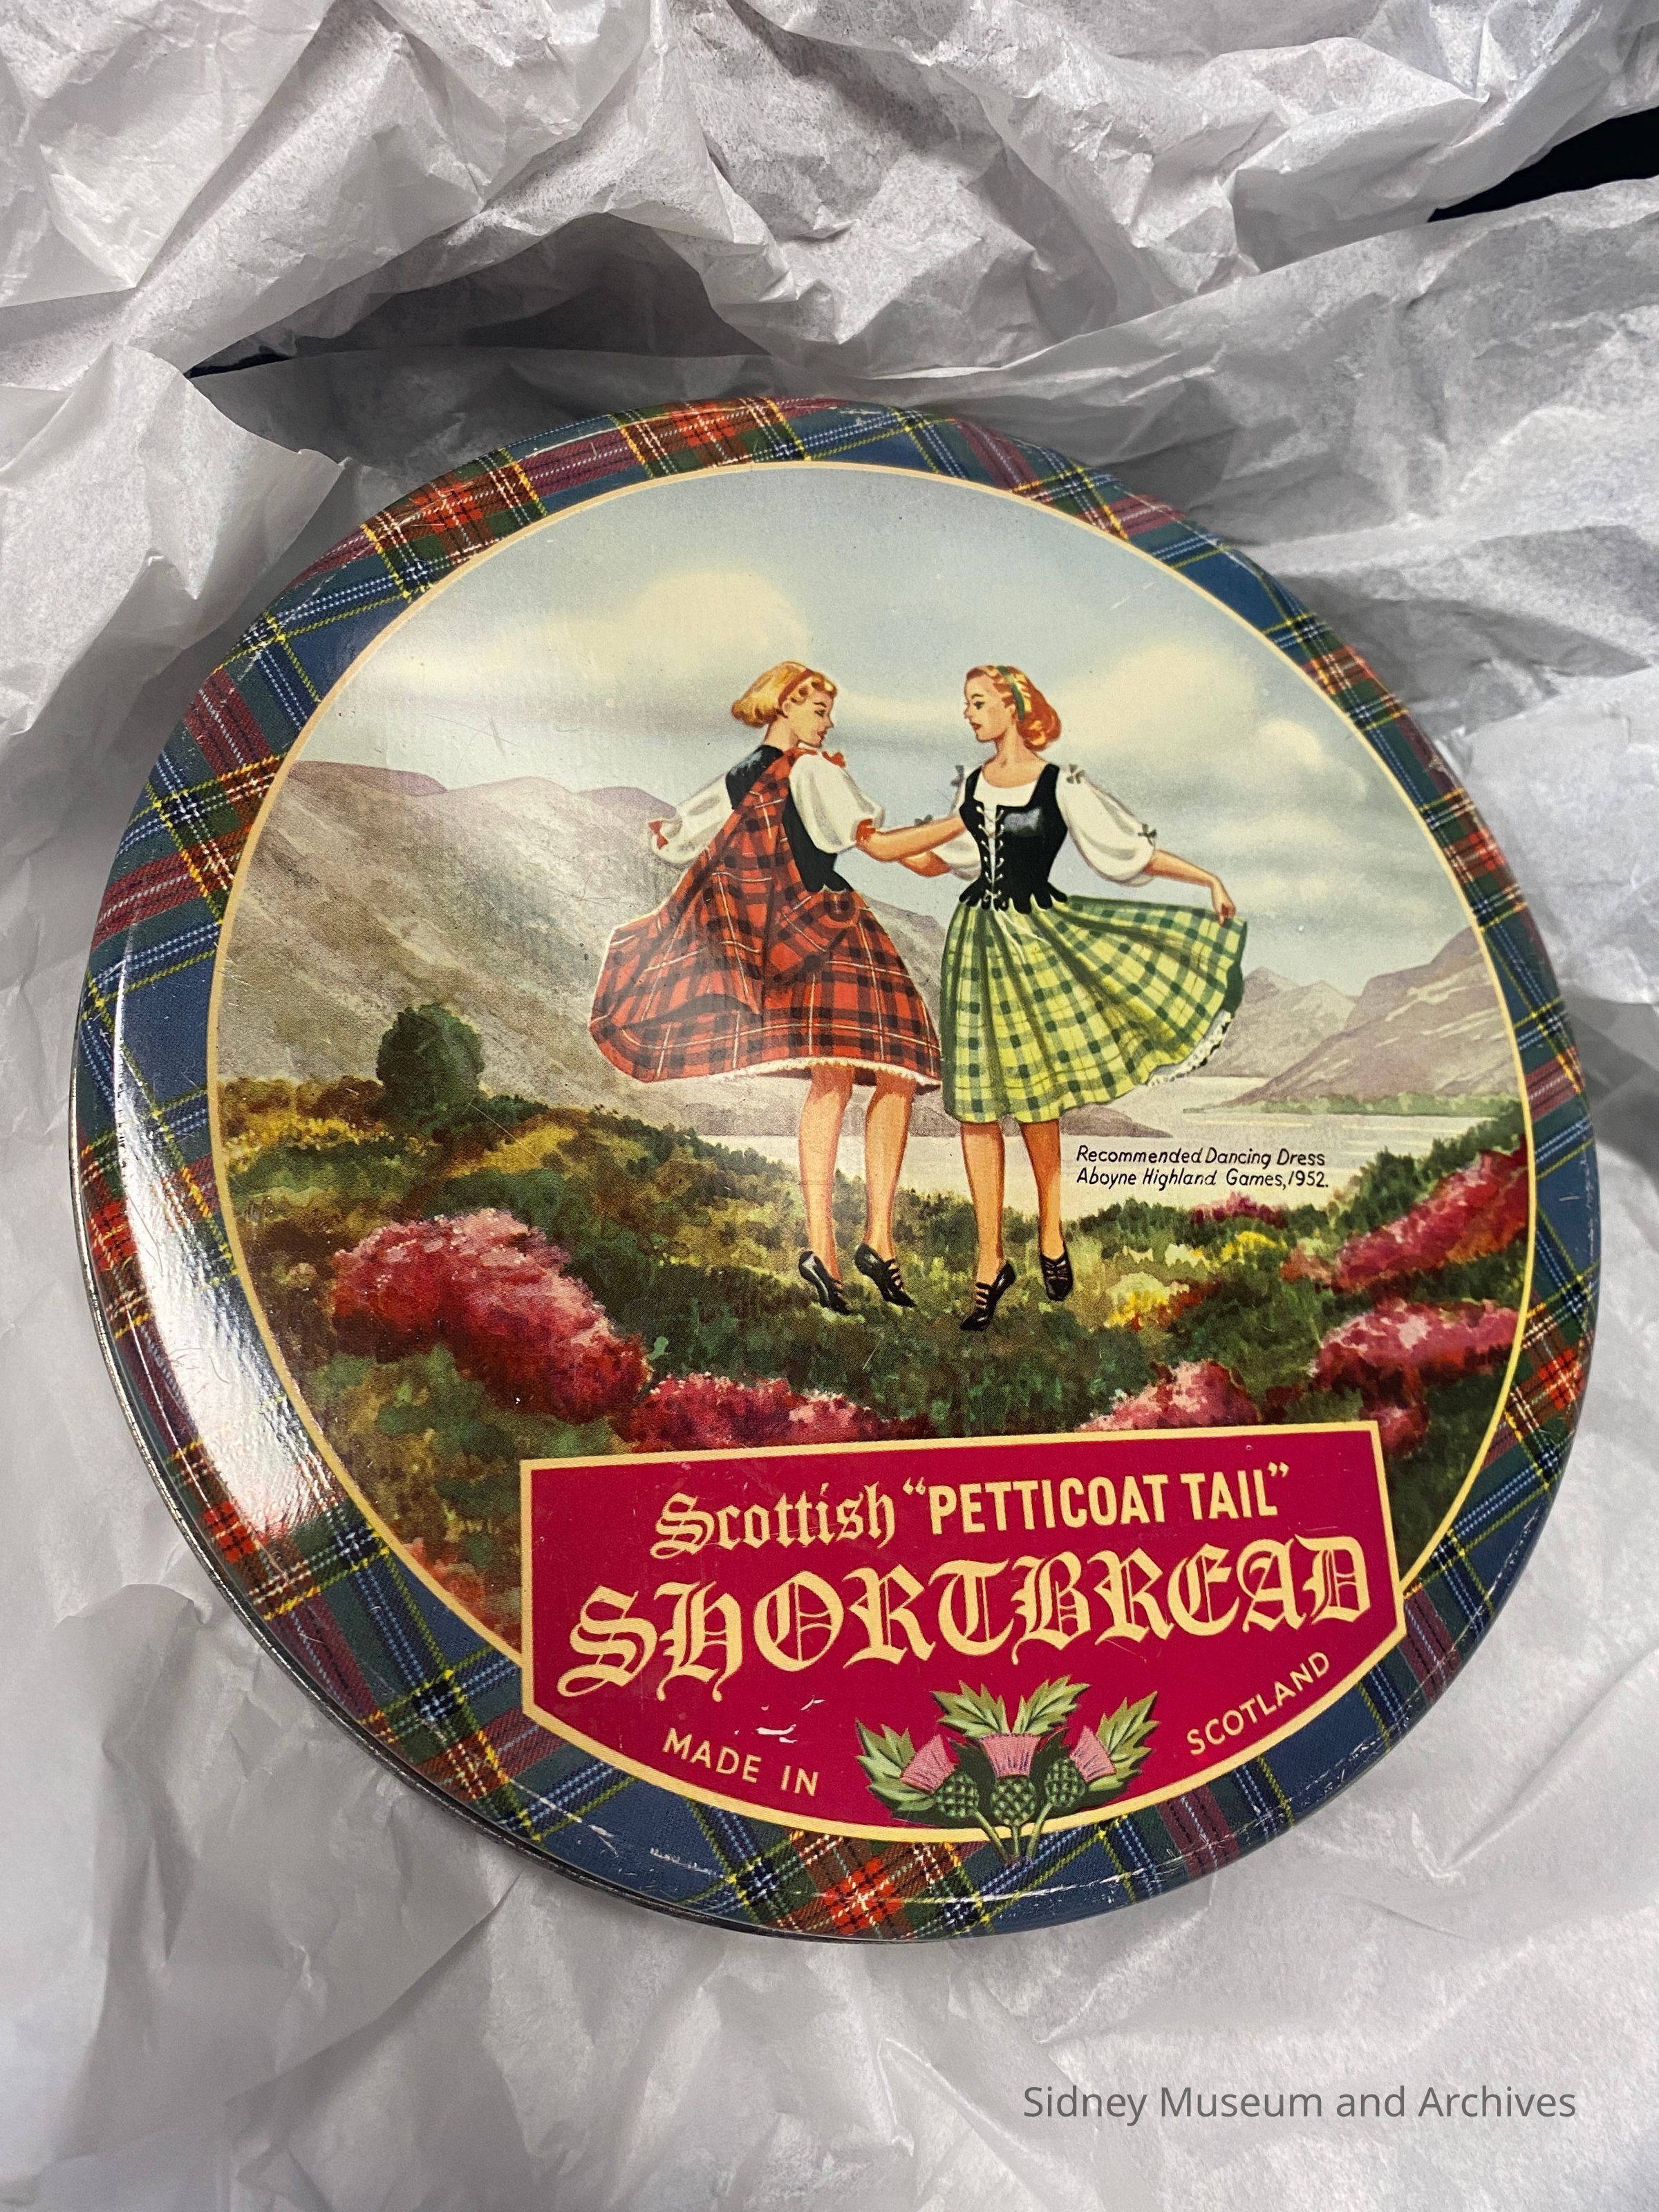 Recommended Dancing Dress
Aboyne Highland Games, 1952.
Scottish "PETTICOAT TAIL"
SHORTBREAD
MADE IN SCOTLAND
Sidney Museum and Archives